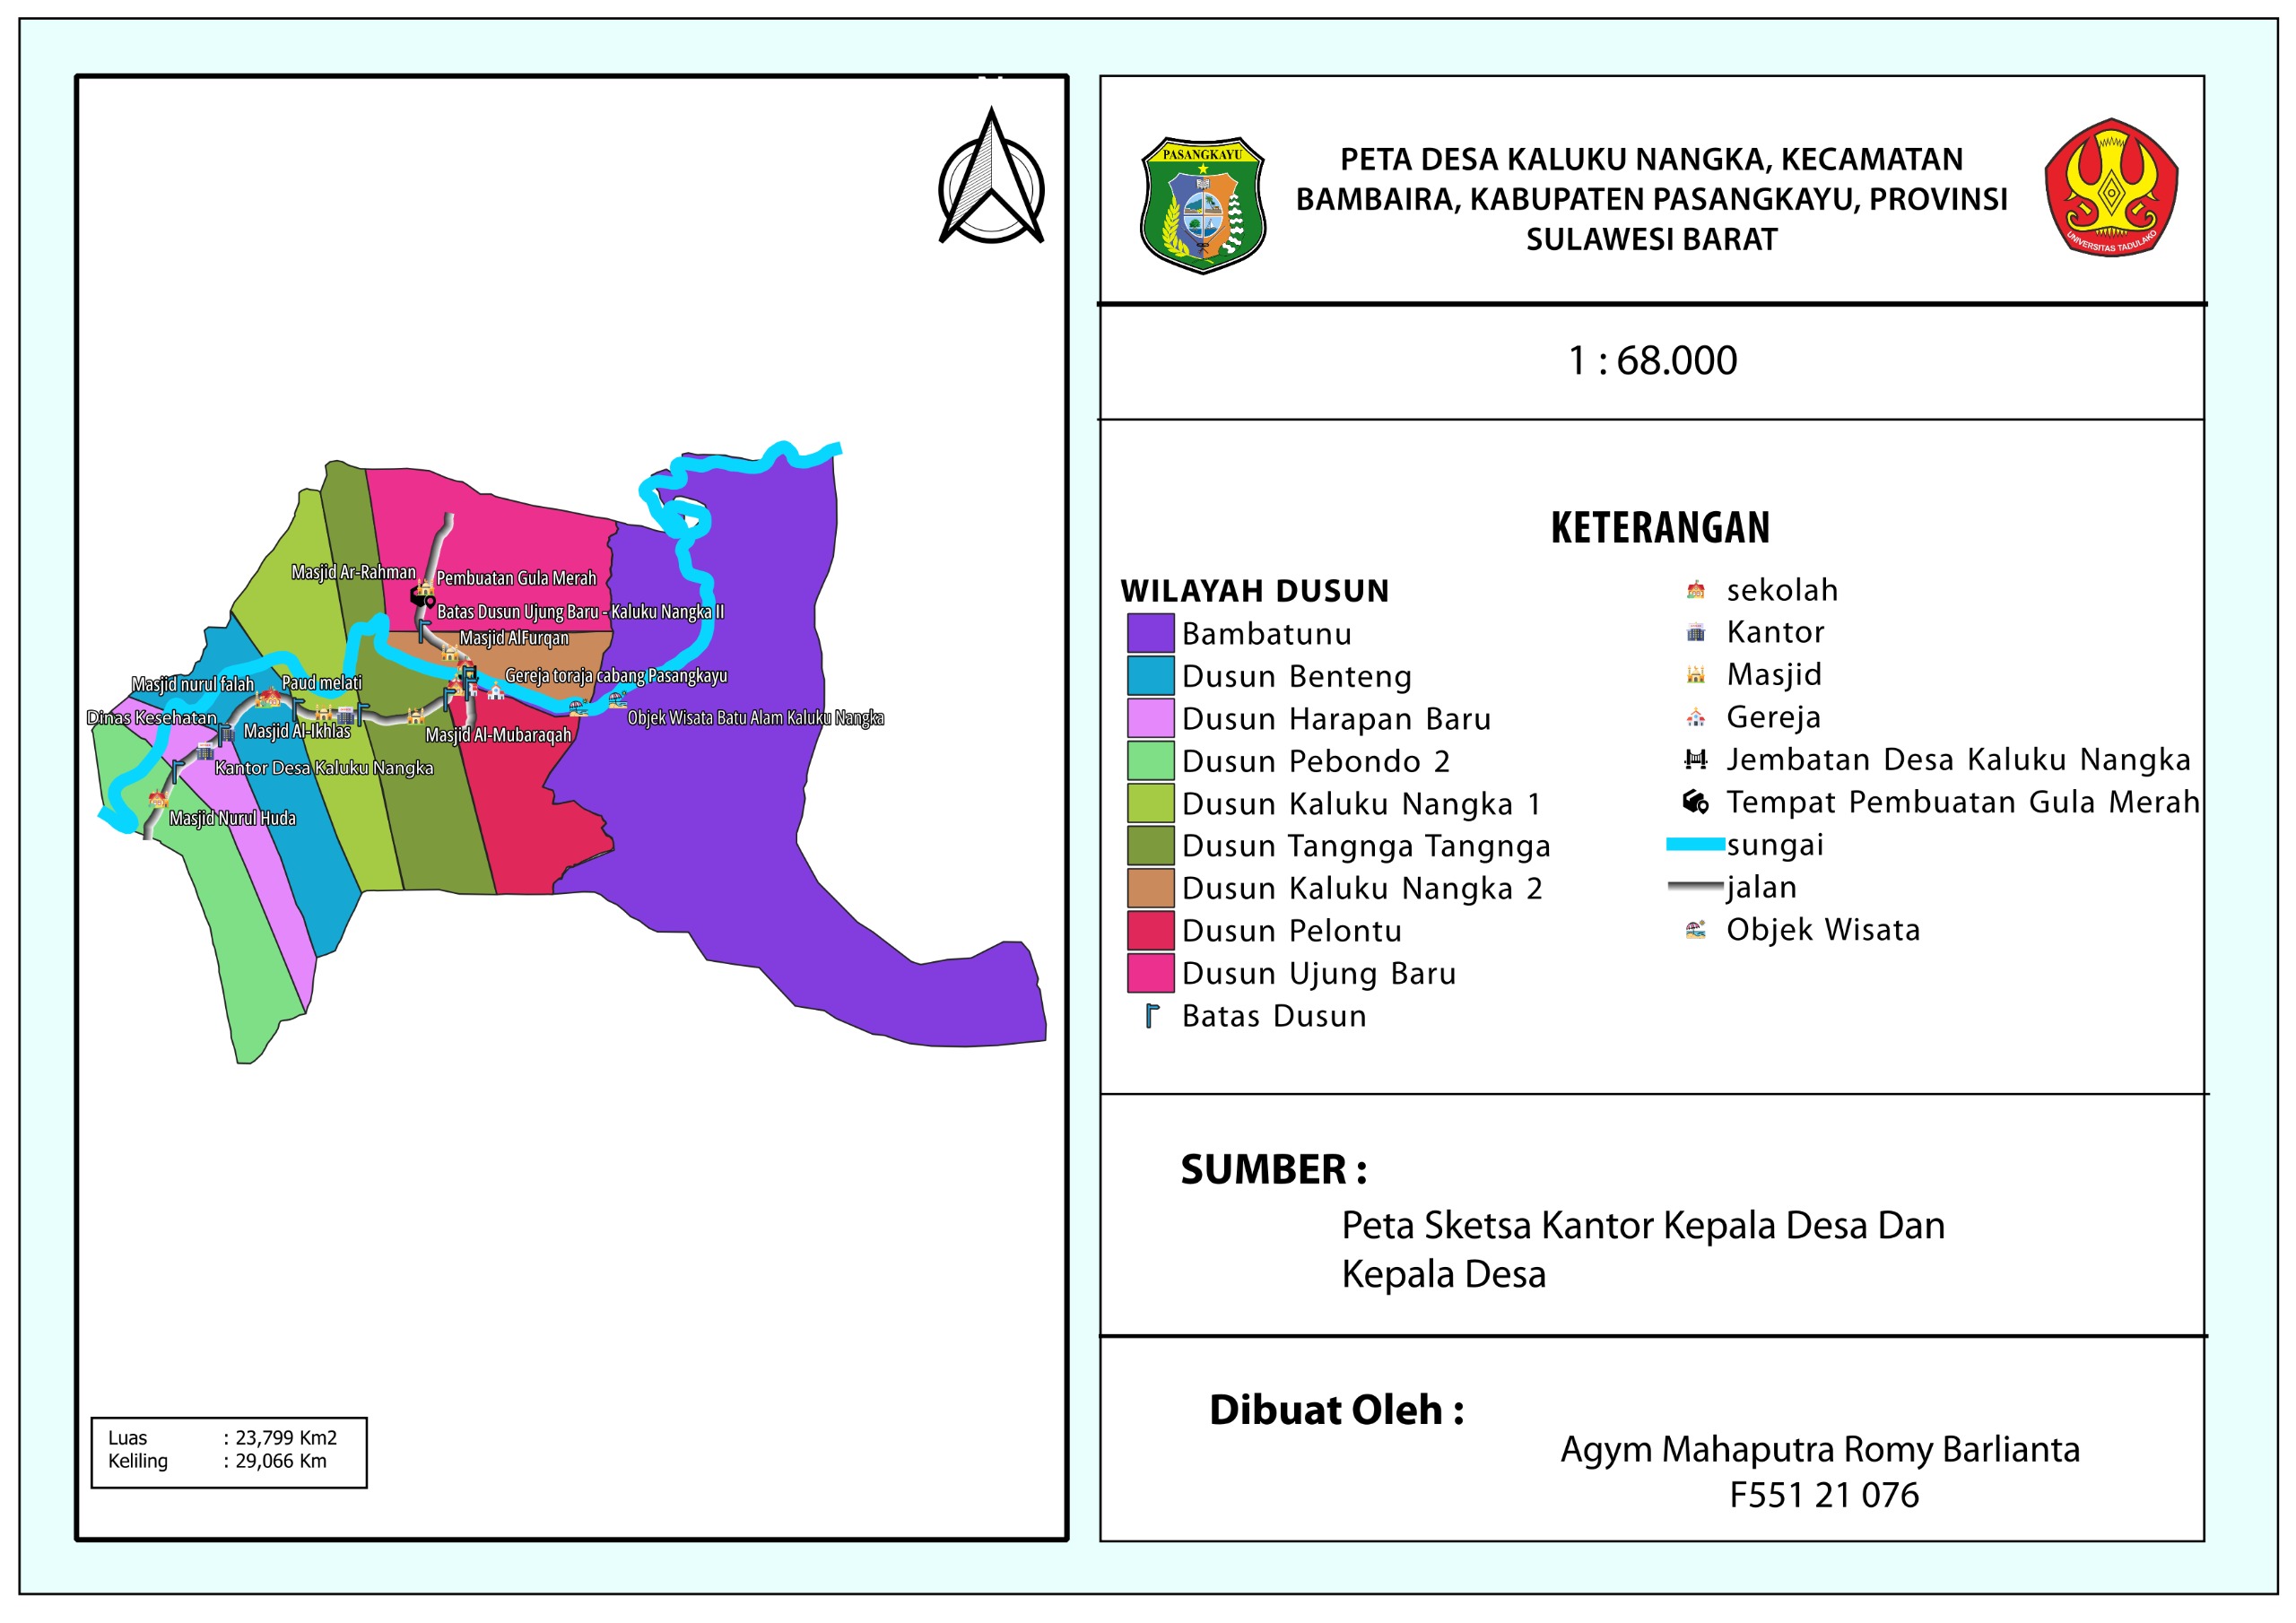 PASANGKAYU
PETA DESA KALUKU NANGKA, KECAMATAN
BAMBAIRA, KABUPATEN PASANGKAYU, PROVINSI
SULAWESI BARAT
UNIVERSITAS TADULAKO
1 : 68.000
Masjid Ar-Rahman
Pembuatan Gula Merah
Batas Dusun Ujung Baru - Kaluku Nangka II
Masjid AlFurqan
Gereja toraja cabang Pasangkayu
Masjid nurul falah
Paud melati
Objek Wisata Batu Alam Kaluku Nangka
Dinas Kesehatan
Masjid Al-Ikhlas
Masjid Al-Mubaraqah
Kantor Desa Kaluku Nangka
Masjid Nurul Huda
Luas : 23,799 Km2
Keliling : 29,066 Km
KETERANGAN
WILAYAH DUSUN
Bambatunu
Dusun Benteng
Dusun Harapan Baru
Dusun Pebondo 2
Dusun Kaluku Nangka 1
Dusun Tangnga Tangnga
Dusun Kaluku Nangka 2
Dusun Pelontu
Dusun Ujung Baru
Batas Dusun
sekolah
Kantor
Masjid
Gereja
Jembatan Desa Kaluku Nangka
Tempat Pembuatan Gula Merah
sungai
jalan
Objek Wisata
SUMBER :
Peta Sketsa Kantor Kepala Desa Dan
Kepala Desa
Dibuat Oleh :
Agym Mahaputra Romy Barlianta
F551 21 076